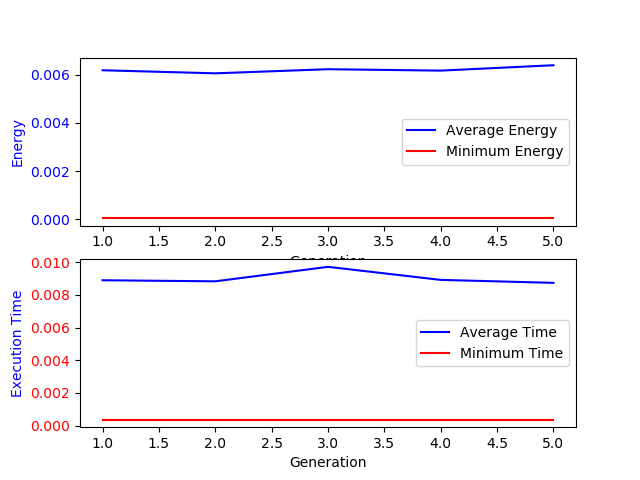 0.006
0.004
0.002
0.000
Energy
Average Energy
Minimum Energy
1.0 1.5 2.0 2.5 3.0 3.5 4.0 4.5 5.0
Generation
0.010
0.008
0.006
0.004
0.002
0.000
Execution Time
Average Time
Minimum Time
1.0 1.5 2.0 2.5 3.0 3.5 4.0 4.5 5.0
Generation